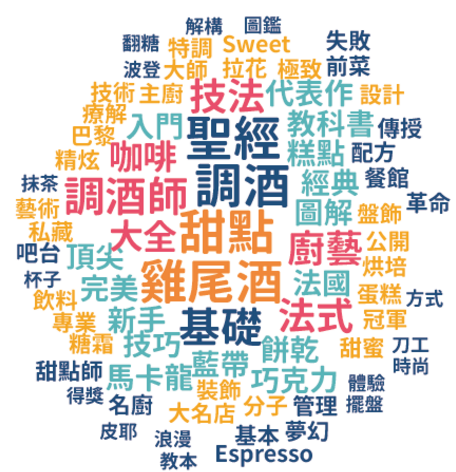 解構 圖鑑
翻糖 特調 Sweet 失敗
波登 大師 拉花 極致 前菜
技術 主廚 技法 代表作 設計
療解 入門 聖經 教科書 傳授
巴黎 咖啡 糕點 配方
精炫 調酒 經典 餐館
抹茶 調酒師 圖解 盤飾 革命
藝術 大全 甜點 廚藝 公開
私藏 頂尖 烘培
吧台 完美 雞尾酒 法國 蛋糕 方式
杯子 飲料 新手 基礎 法式 冠軍
專業 技巧 餅乾 甜蜜 刀工
糖霜 藍帶 時尚
甜點師 馬卡龍 裝飾 巧克力 體驗
得獎 名廚 大名店 分子 管理 擺盤
皮耶 浪漫 基本 夢幻
教本 Espresso